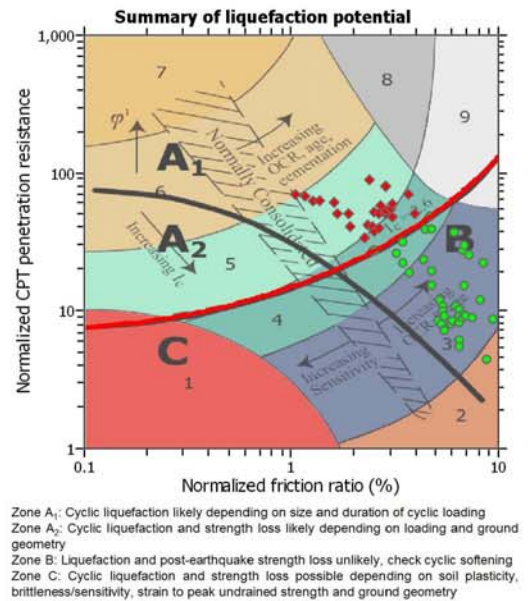 Summary of liquefaction potential
1,000
7
8
9
φ'
Increasing
OCR, age,
cementation
A1
100
Normally Consolidated
6
A2
Increasing Ic
B
5
10
4
Increasing
3
C
1
Increasing
Sensitivity
2
1
0.1
1
10
Normalized CPT penetration resistance
Normalized friction ratio (%)
Zone A1: Cyclic liquefaction likely depending on size and duration of cyclic loading
Zone A2: Cyclic liquefaction and strength loss likely depending on loading and ground
geometry
Zone B: Liquefaction and post-earthquake strength loss unlikely, check cyclic softening
Zone C: Cyclic liquefaction and strength loss possible depending on soil plasticity,
brittleness/sensitivity, strain to peak undrained strength and ground geometry